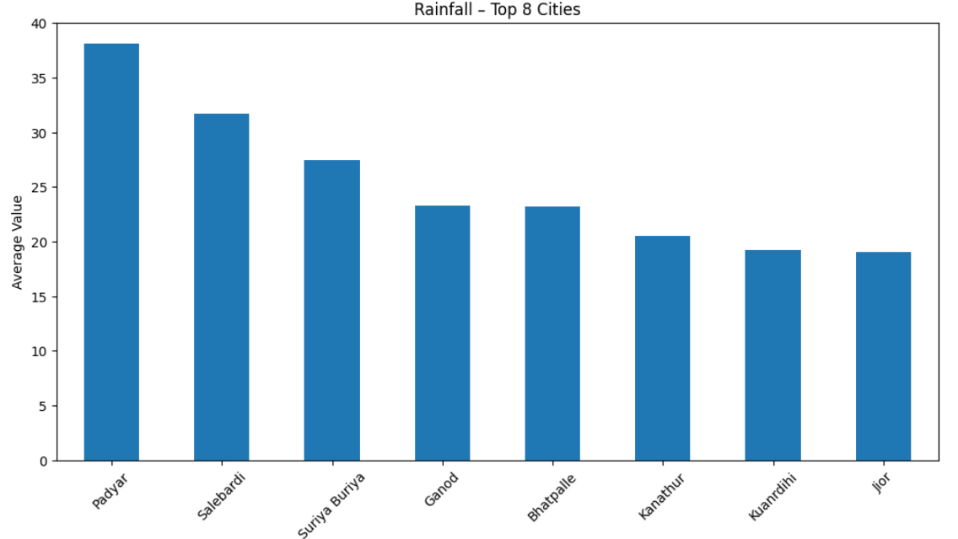 Rainfall – Top 8 Cities
Average Value
40
35
30
25
20
15
10
5
0
Padyar
Salebardi
Suriya Buriya
Ganod
Bhatpalle
Kanathur
Kuanrdihi
Jior